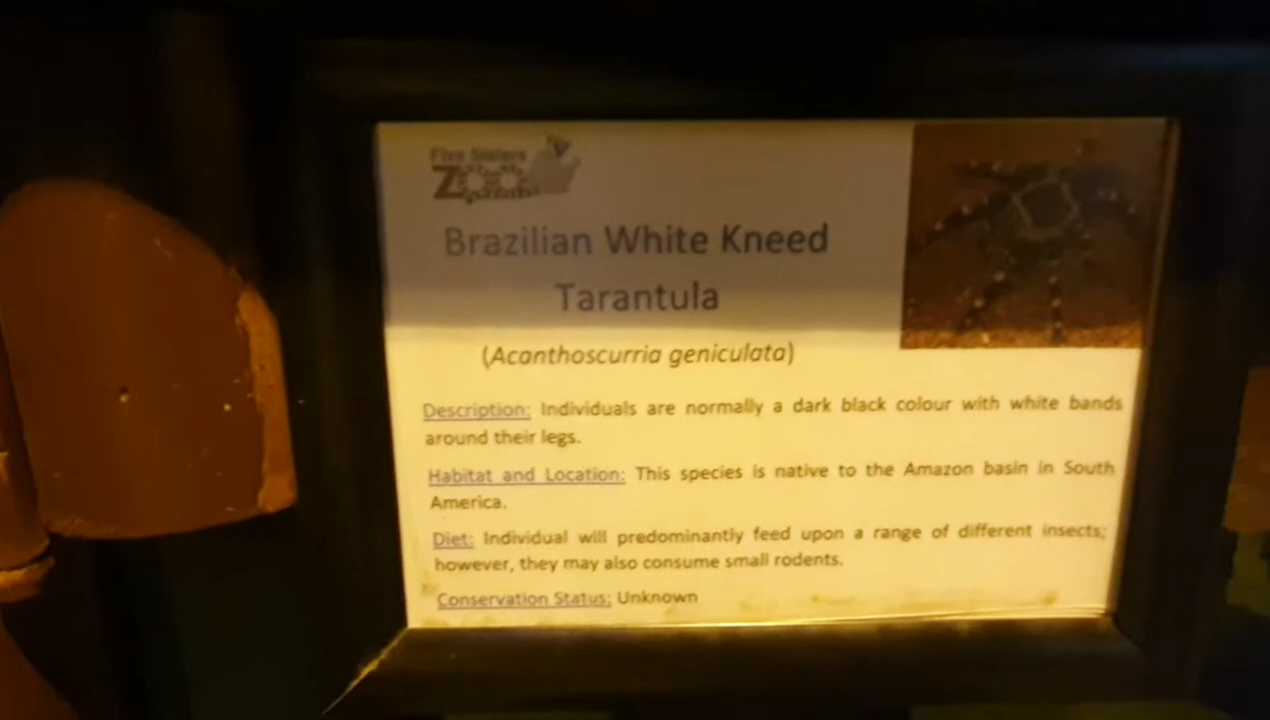 Five Sisters
Zoo
Brazilian White Kneed
Tarantula
(Acanthoscurria geniculata)
Description: Individuals are normally a dark black colour with white bands
around their legs.
Habitat and Location: This species is native to the Amazon basin in South
America.
Diet: Individual will predominantly feed upon a range of different insects;
however, they may also consume small rodents.
Conservation Status: Unknown